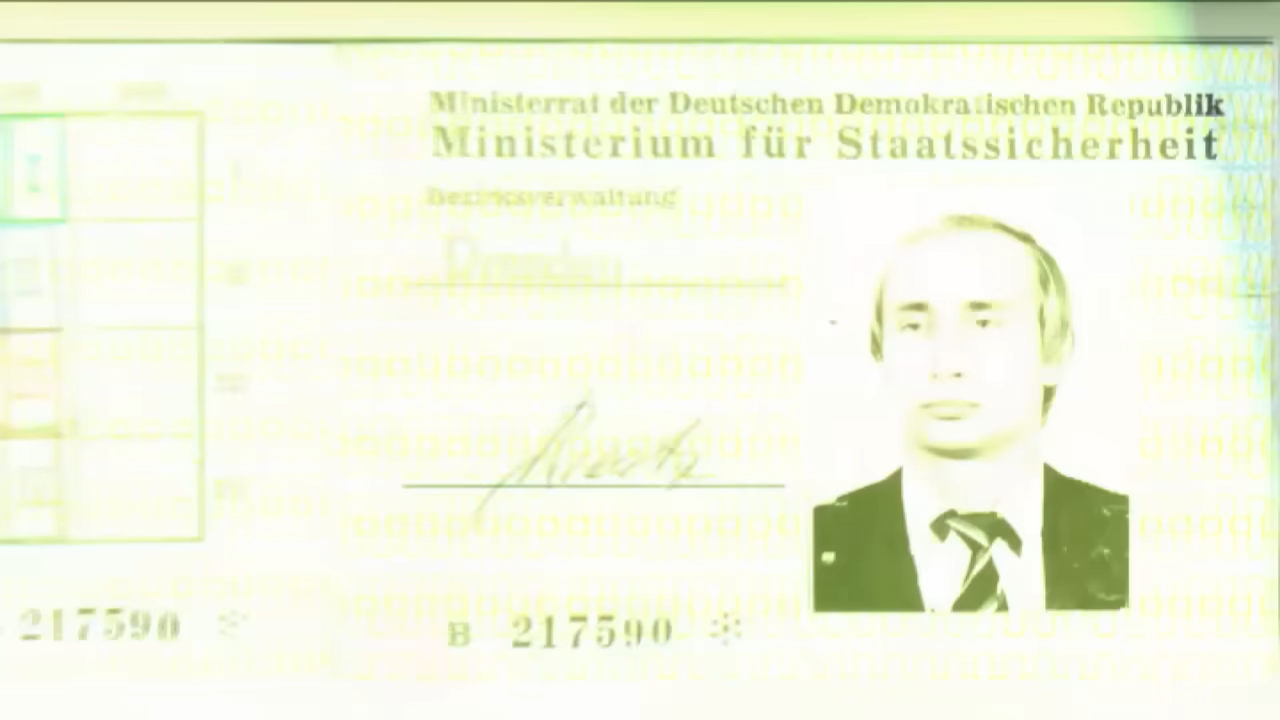 Ministerrat der Deutschen Demokratischen Republik
Ministerium für Staatssicherheit
Bezirksverwaltung
Dresden
217590 ※
B 217590 ※